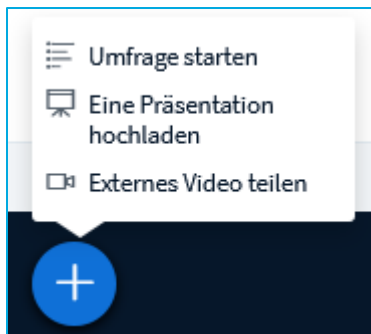 Umfrage starten
Eine Präsentation
hochladen
Externes Video teilen